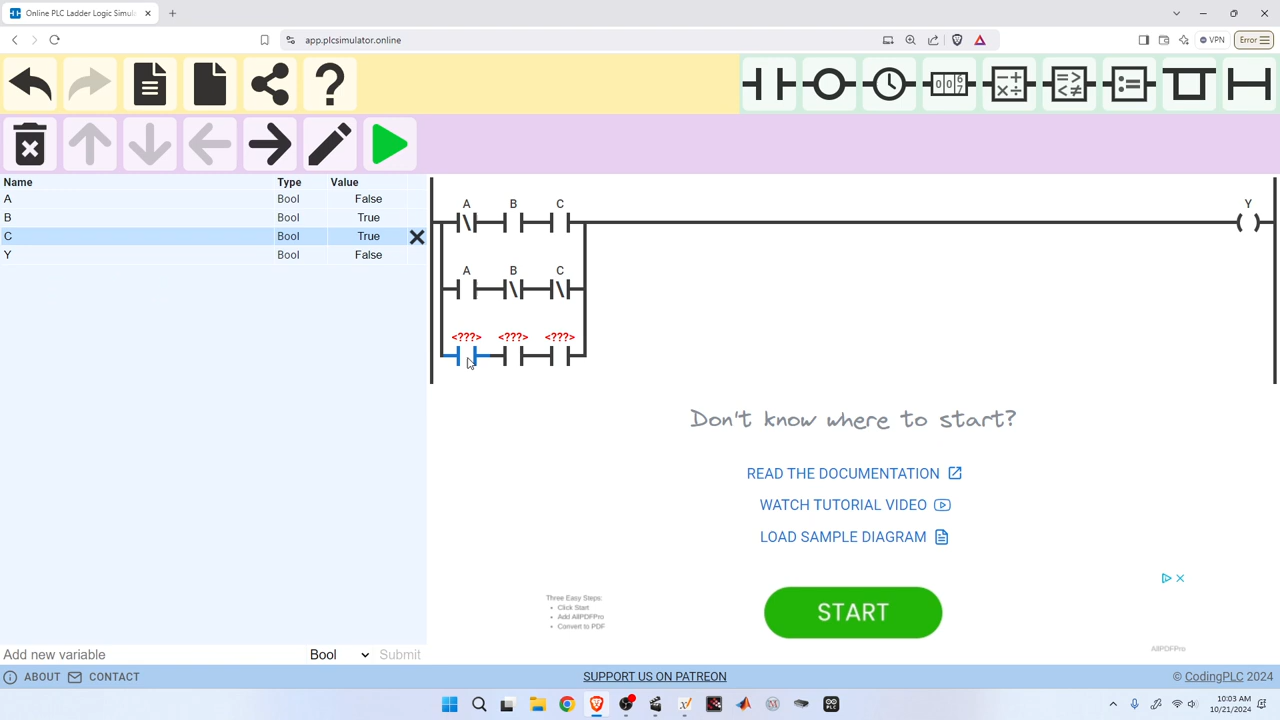 Online PLC Ladder Logic Simul
app.plcsimulator.online
VPN
Error
Name Type Value
A Bool False
B Bool True
C Bool True
Y Bool False
A B C Y
A B C
<???> <???> <???>
Don't know where to start?
READ THE DOCUMENTATION
WATCH TUTORIAL VIDEO
LOAD SAMPLE DIAGRAM
Three Easy Steps:
• Click Start
• Add AllPDFPro
• Convert to PDF
START
AllPDFPro
Add new variable Bool Submit
ABOUT CONTACT SUPPORT US ON PATREON © CodingPLC 2024
10:03 AM
10/21/2024